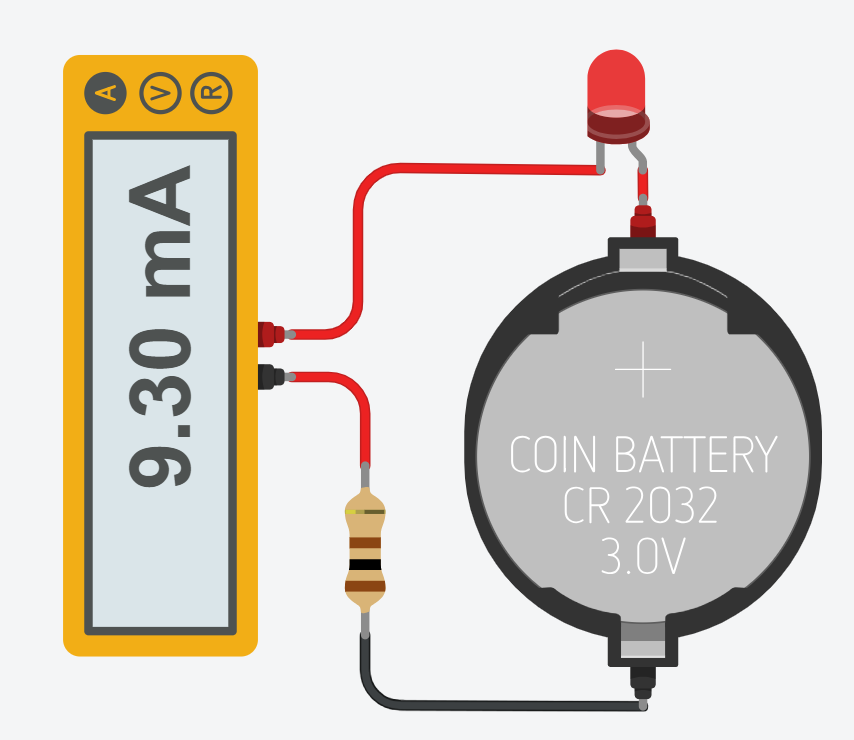 A V R
9.30 mA
COIN BATTERY
CR 2032
3.0V